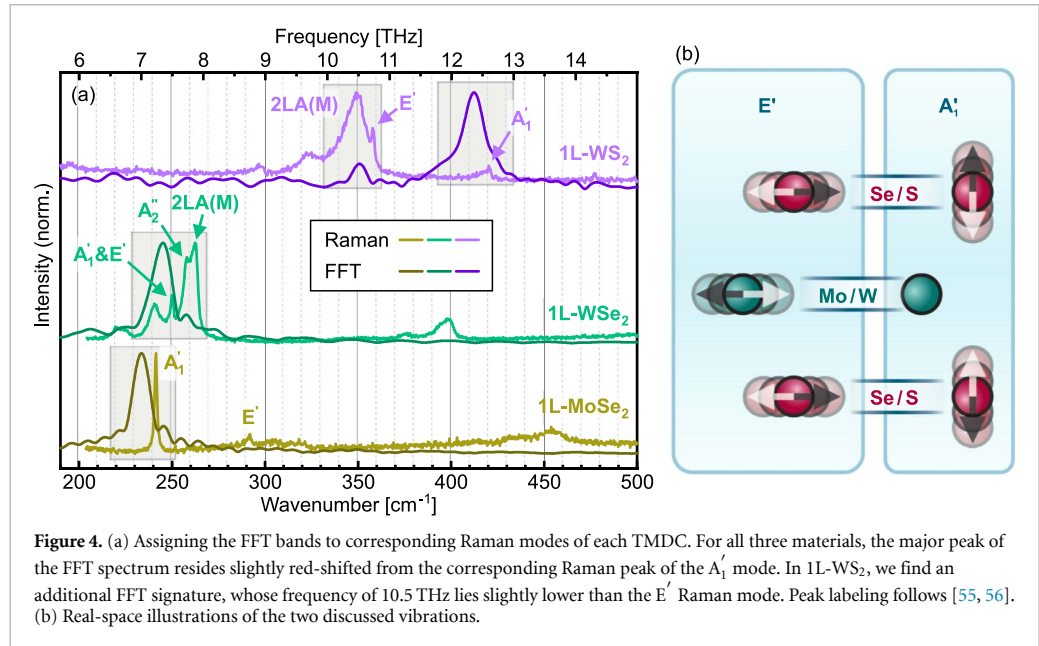 Frequency [THz]
6 7 8 9 10 11 12 13 14
(a)
2LA(M)
E′
A′₁
1L-WS₂
A″₂
2LA(M)
A′₁&E′
Raman
FFT
1L-WSe₂
A′₁
E′
1L-MoSe₂
Intensity (norm.)
200 250 300 350 400 450 500
Wavenumber [cm⁻¹]
(b)
E' A′₁
Se/S
Mo/W
Se/S
Figure 4. (a) Assigning the FFT bands to corresponding Raman modes of each TMDC. For all three materials, the major peak of
the FFT spectrum resides slightly red-shifted from the corresponding Raman peak of the A′₁ mode. In 1L-WS₂, we find an
additional FFT signature, whose frequency of 10.5 THz lies slightly lower than the E′ Raman mode. Peak labeling follows [55, 56].
(b) Real-space illustrations of the two discussed vibrations.